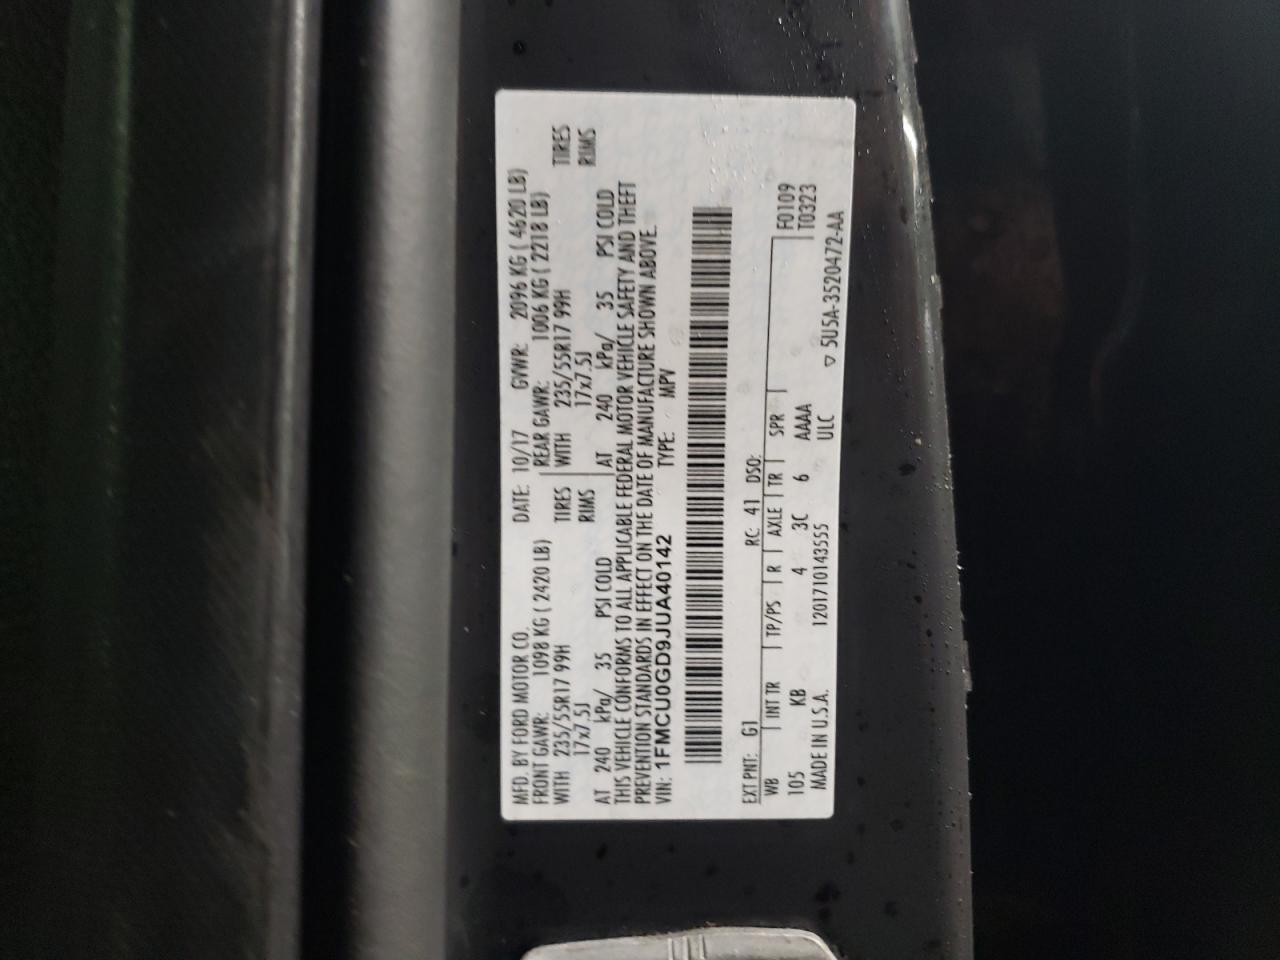 MFD. BY FORD MOTOR CO. DATE: 10/17 GVWR: 2096 KG ( 4620 LB)
FRONT GAWR: 1098 KG ( 2420 LB) REAR GAWR: 1006 KG ( 2218 LB)
WITH 235/55R17 99H TIRES WITH 235/55R17 99H TIRES
17x7.5J RIMS 17x7.5J RIMS
AT 240 kPa/ 35 PSI COLD AT 240 kPa/ 35 PSI COLD
THIS VEHICLE CONFORMS TO ALL APPLICABLE FEDERAL MOTOR VEHICLE SAFETY AND THEFT
PREVENTION STANDARDS IN EFFECT ON THE DATE OF MANUFACTURE SHOWN ABOVE.
VIN: 1FMCU0GD9JUA40142 TYPE: MPV
EXT PNT: G1 RC: 41 DSO:
WB INT TR TP/PS R AXLE TR SPR F0109
105 KB 4 3C 6 AAAA T0323
MADE IN U.S.A. 1201710143555 ULC ▽ 5U5A-3520472-AA